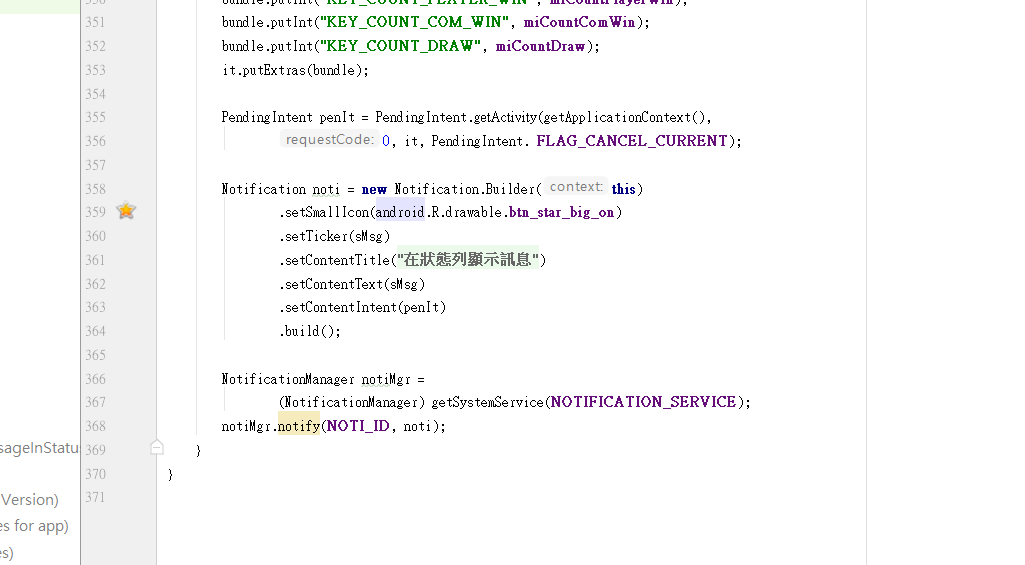 350 bundle.putInt("KEY_COUNT_PLAYER_WIN", miCountPlayerWin);
351 bundle.putInt("KEY_COUNT_COM_WIN", miCountComWin);
352 bundle.putInt("KEY_COUNT_DRAW", miCountDraw);
353 it.putExtras(bundle);
354
355 PendingIntent penIt = PendingIntent.getActivity(getApplicationContext(),
356 requestCode: 0, it, PendingIntent. FLAG_CANCEL_CURRENT);
357
358 Notification noti = new Notification.Builder( context: this)
359 .setSmallIcon(android.R.drawable.btn_star_big_on)
360 .setTicker(sMsg)
361 .setContentTitle("在狀態列顯示訊息")
362 .setContentText(sMsg)
363 .setContentIntent(penIt)
364 .build();
365
366 NotificationManager notiMgr =
367 (NotificationManager) getSystemService(NOTIFICATION_SERVICE);
368 notiMgr.notify(NOTI_ID, noti);
369 }
370 }
371
sageInStatu
Version)
es for app)
es)